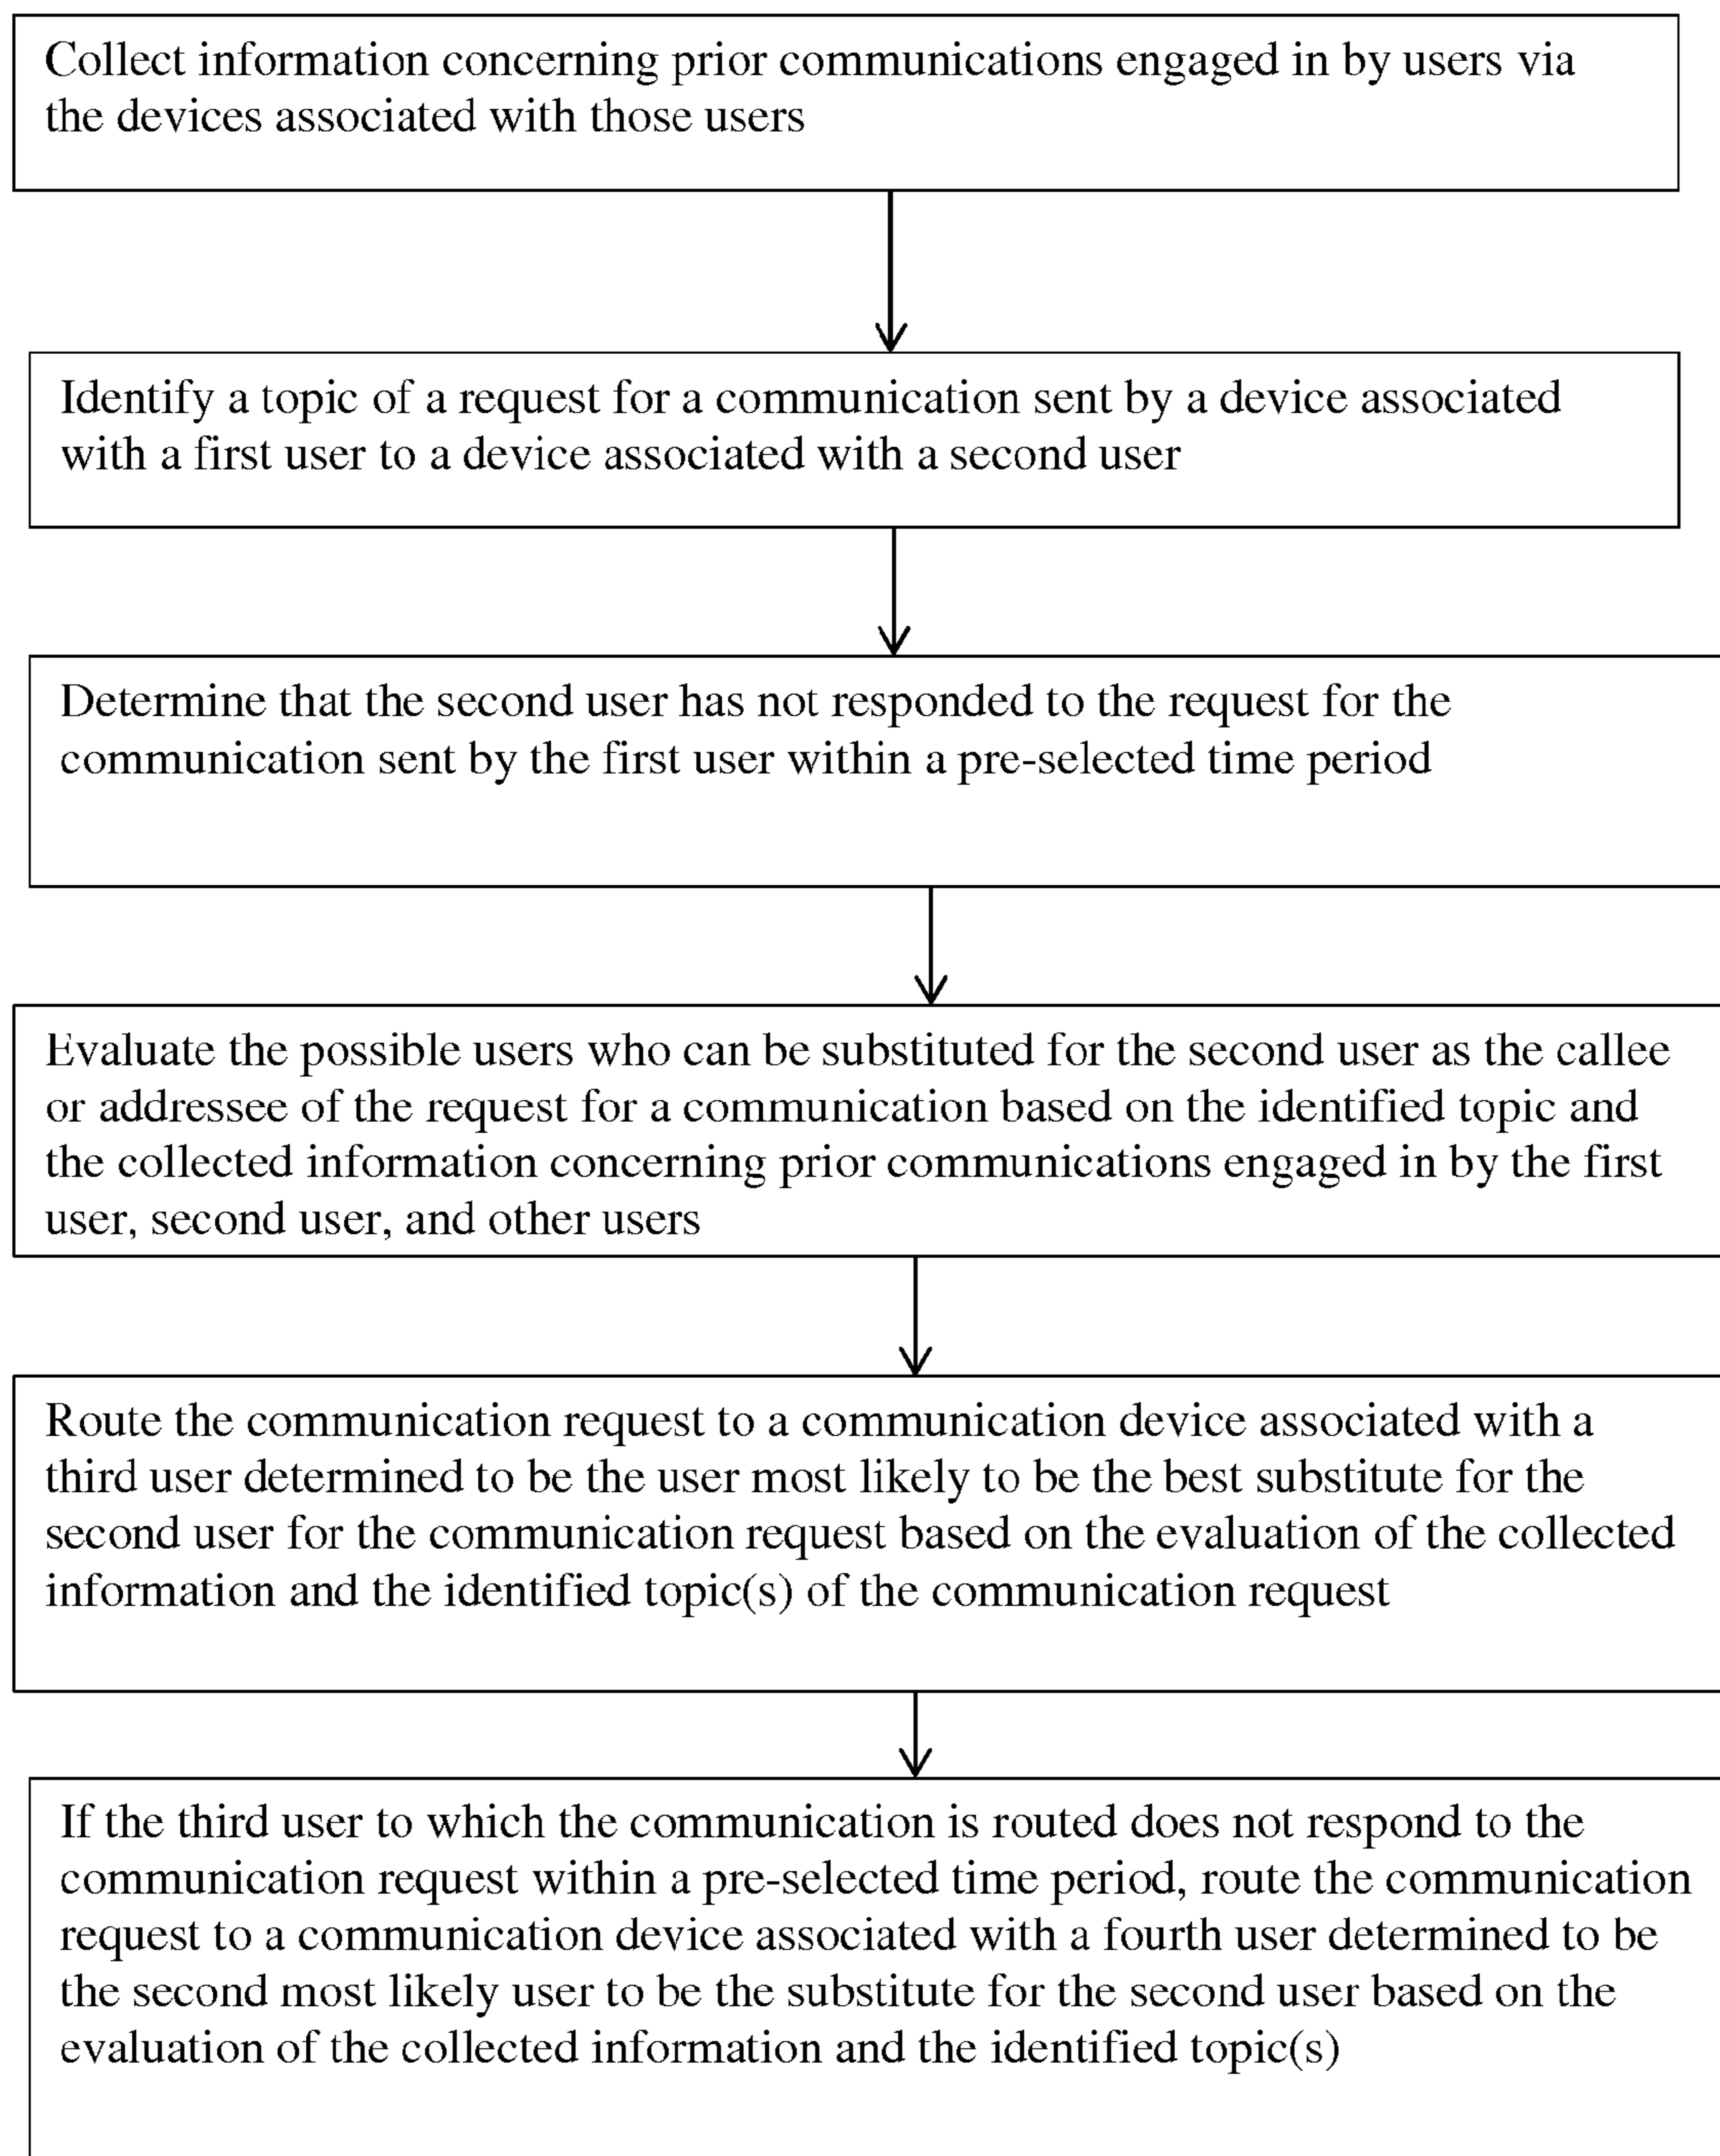 Collect information concerning prior communications engaged in by users via
the devices associated with those users
Identify a topic of a request for a communication sent by a device associated
with a first user to a device associated with a second user
Determine that the second user has not responded to the request for the
communication sent by the first user within a pre-selected time period
Evaluate the possible users who can be substituted for the second user as the callee
or addressee of the request for a communication based on the identified topic and
the collected information concerning prior communications engaged in by the first
user, second user, and other users
Route the communication request to a communication device associated with a
third user determined to be the user most likely to be the best substitute for the
second user for the communication request based on the evaluation of the collected
information and the identified topic(s) of the communication request
If the third user to which the communication is routed does not respond to the
communication request within a pre-selected time period, route the communication
request to a communication device associated with a fourth user determined to be
the second most likely user to be the substitute for the second user based on the
evaluation of the collected information and the identified topic(s)